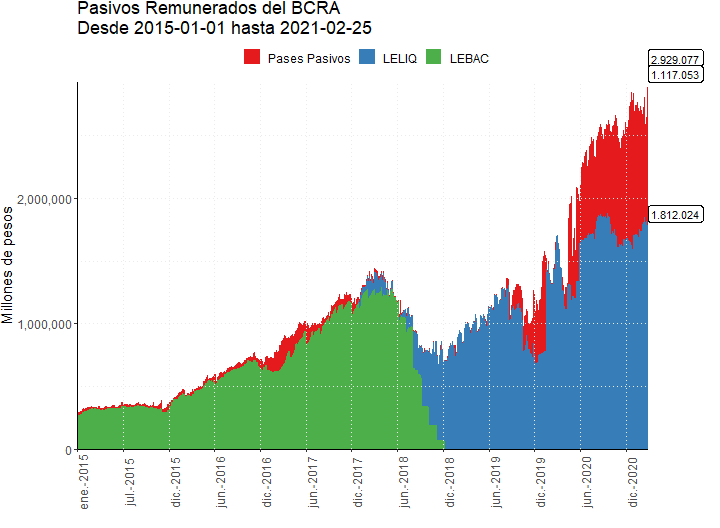 Pasivos Remunerados del BCRA
Desde 2015-01-01 hasta 2021-02-25
Pases Pasivos LELIQ LEBAC
2.929.077
1.117.053
1.812.024
Millones de pesos
2,000,000
1,000,000
0
ene.-2015 jul.-2015 dic.-2015 jun.-2016 dic.-2016 jun.-2017 dic.-2017 jun.-2018 dic.-2018 jun.-2019 dic.-2019 jun.-2020 dic.-2020